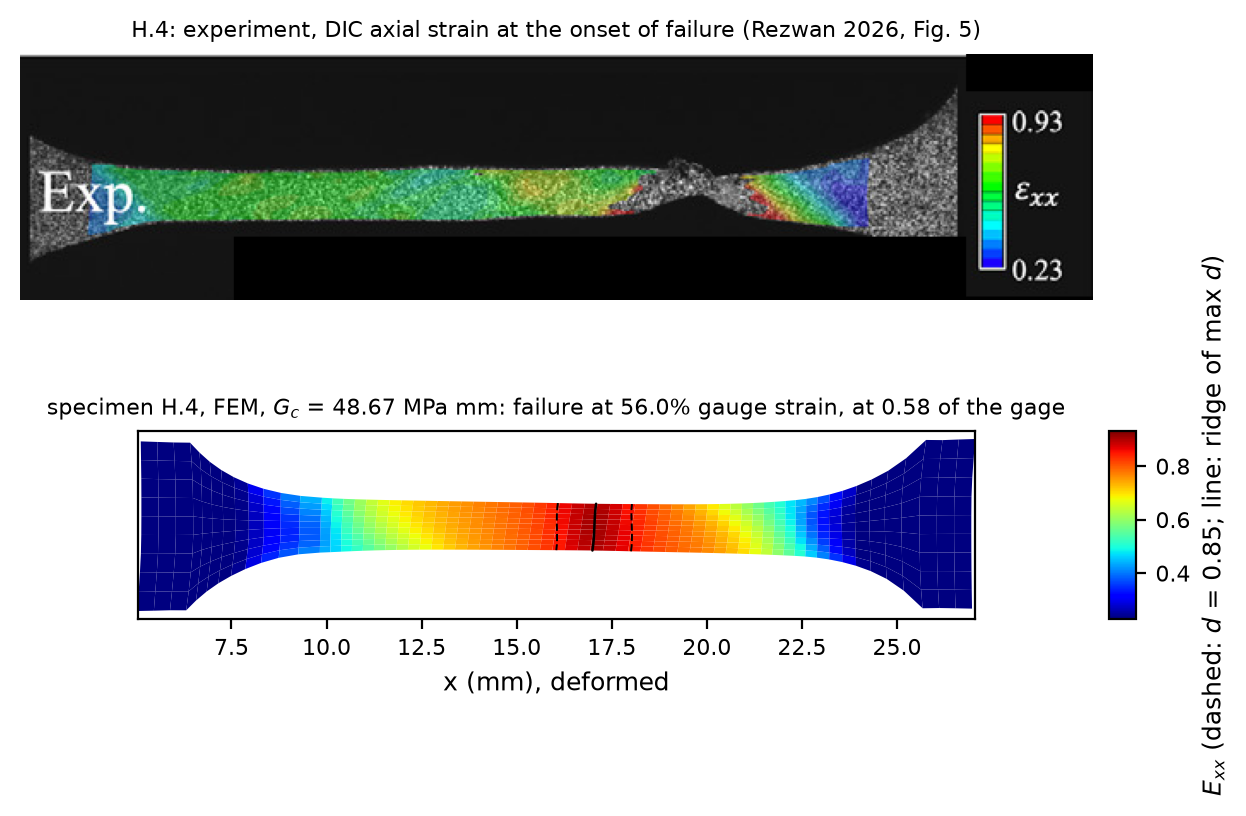 H.4: experiment, DIC axial strain at the onset of failure (Rezwan 2026, Fig. 5)
Exp.
0.93
εxx
0.23
specimen H.4, FEM, Gc = 48.67 MPa mm: failure at 56.0% gauge strain, at 0.58 of the gage
0.8
0.6
0.4
Exx (dashed: d = 0.85; line: ridge of max d)
7.5 10.0 12.5 15.0 17.5 20.0 22.5 25.0
x (mm), deformed